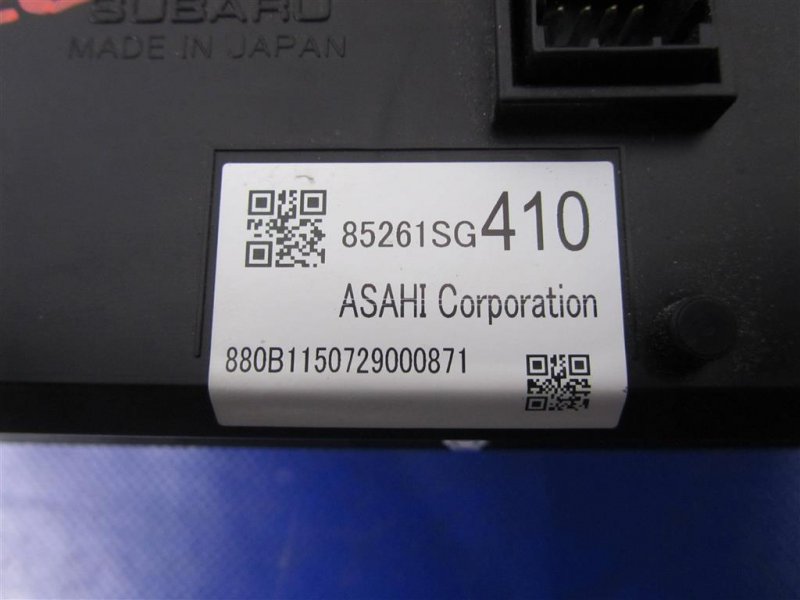 SUBARU
MADE IN JAPAN
85261SG410
ASAHI Corporation
880B1150729000871